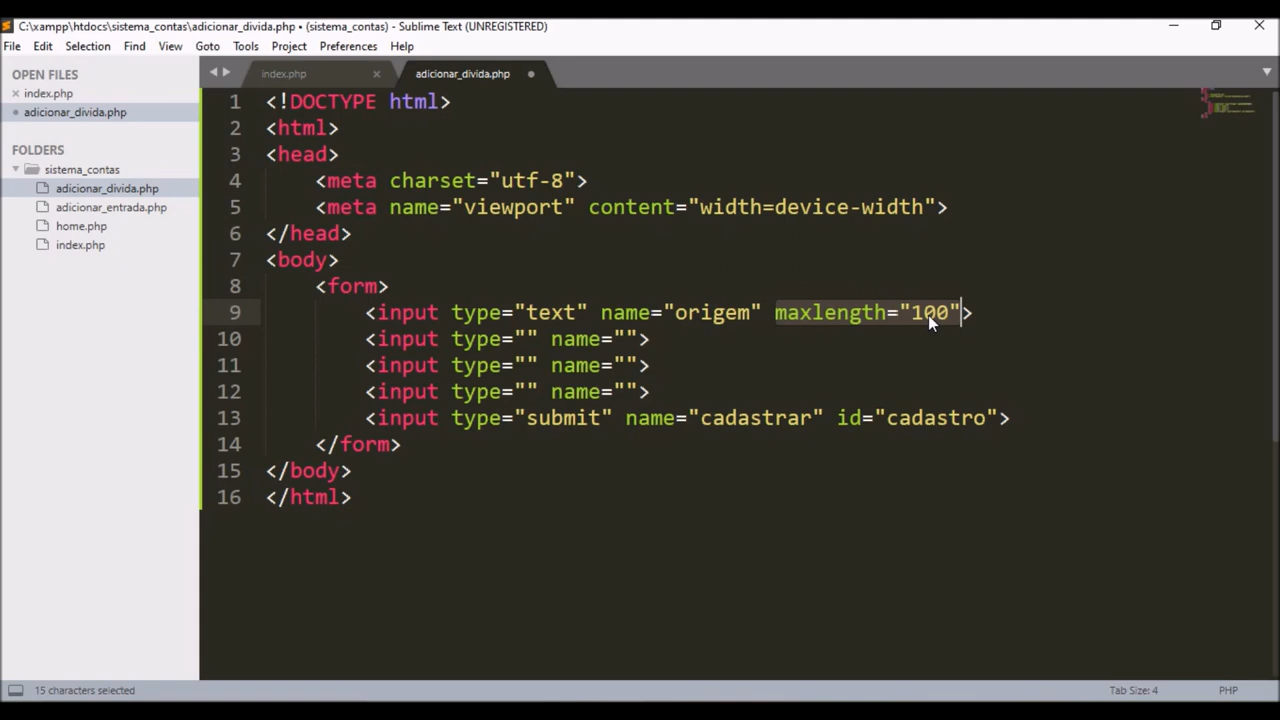 C:\xampp\htdocs\sistema_contas\adicionar_divida.php • (sistema_contas) - Sublime Text (UNREGISTERED)
File Edit Selection Find View Goto Tools Project Preferences Help
OPEN FILES
index.php
adicionar_divida.php
FOLDERS
sistema_contas
adicionar_divida.php
adicionar_entrada.php
home.php
index.php
index.php adicionar_divida.php
1 <!DOCTYPE html>
2 <html>
3 <head>
4 <meta charset="utf-8">
5 <meta name="viewport" content="width=device-width">
6 </head>
7 <body>
8 <form>
9 <input type="text" name="origem" maxlength="100">
10 <input type="" name="">
11 <input type="" name="">
12 <input type="" name="">
13 <input type="submit" name="cadastrar" id="cadastro">
14 </form>
15 </body>
16 </html>
15 characters selected
Tab Size: 4 PHP